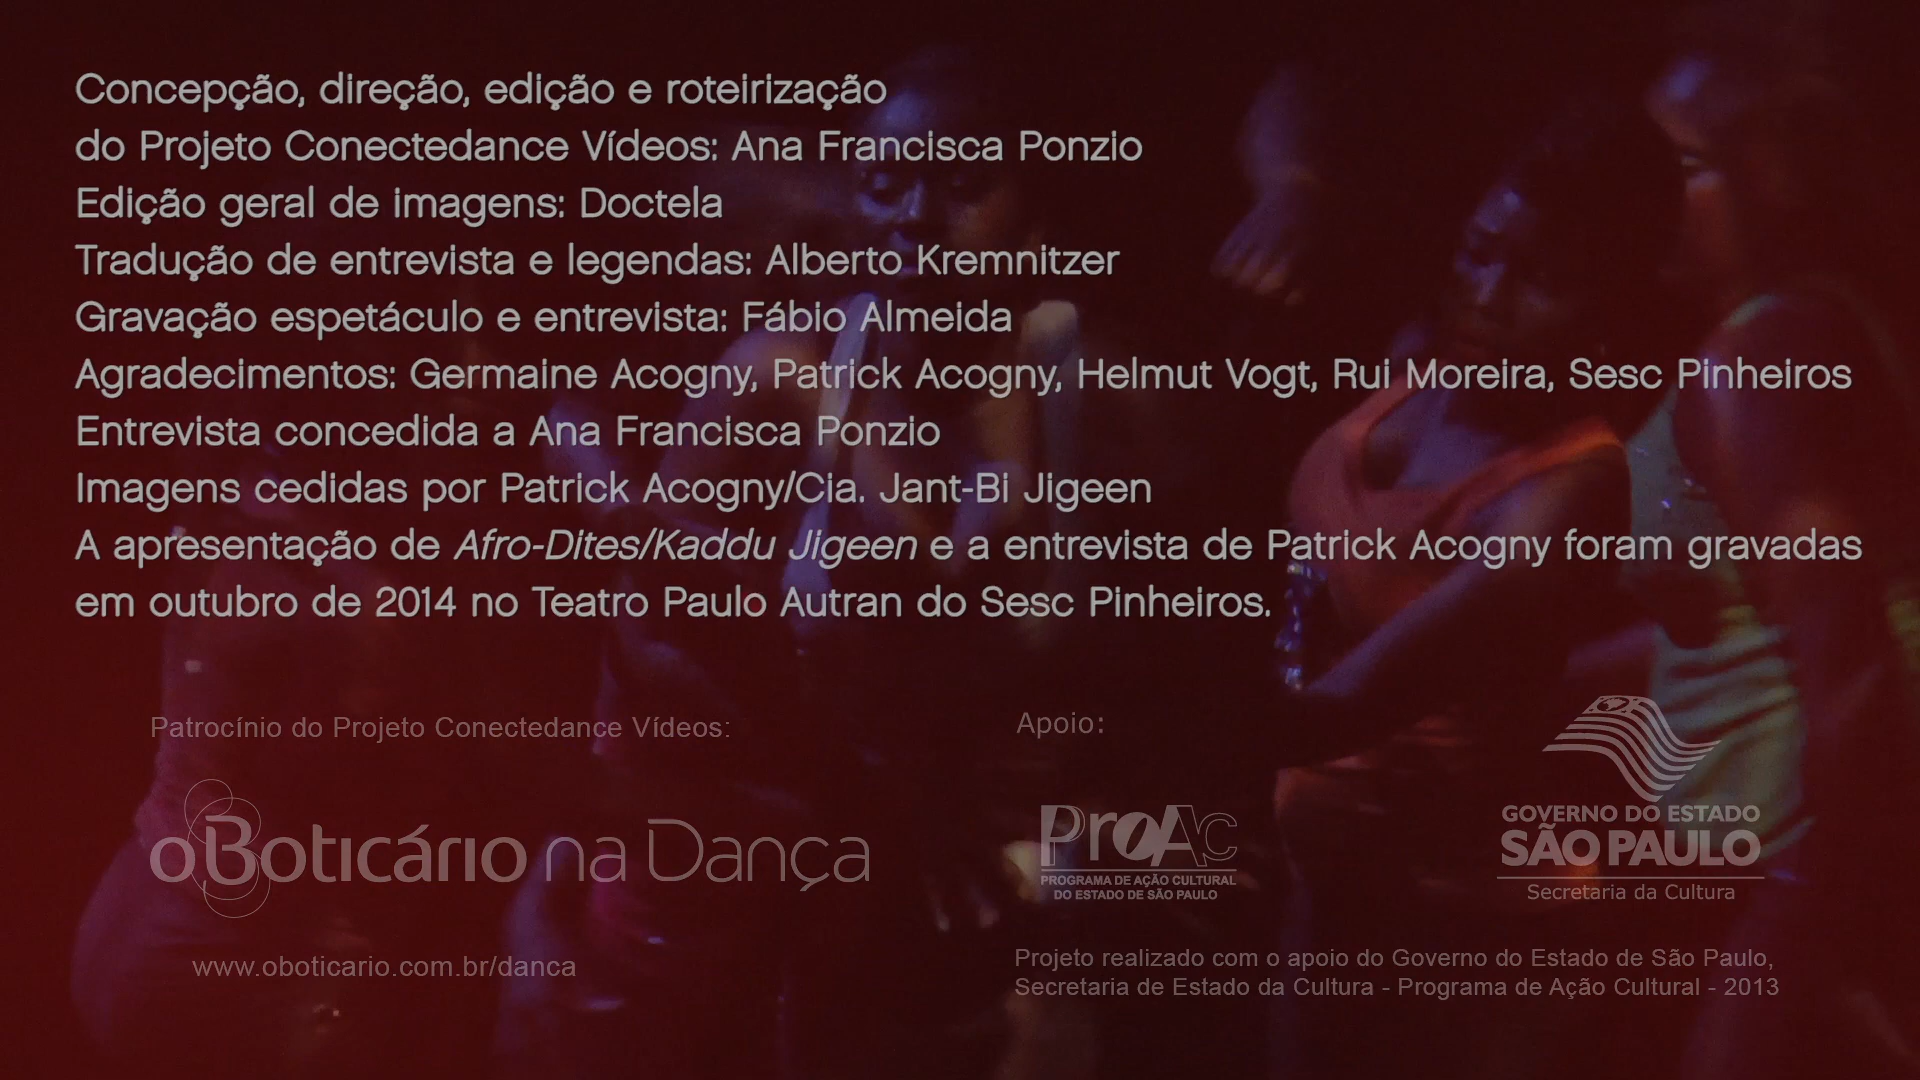 Concepção, direção, edição e roteirização
do Projeto Conectedance Vídeos: Ana Francisca Ponzio
Edição geral de imagens: Doctela
Tradução de entrevista e legendas: Alberto Kremnitzer
Gravação espetáculo e entrevista: Fábio Almeida
Agradecimentos: Germaine Acogny, Patrick Acogny, Helmut Vogt, Rui Moreira, Sesc Pinheiros
Entrevista concedida a Ana Francisca Ponzio
Imagens cedidas por Patrick Acogny/Cia. Jant-Bi Jigeen
A apresentação de Afro-Dites/Kaddu Jigeen e a entrevista de Patrick Acogny foram gravadas
em outubro de 2014 no Teatro Paulo Autran do Sesc Pinheiros.
Patrocínio do Projeto Conectedance Vídeos:
oBoticário na Dança
www.oboticario.com.br/danca
Apoio:
ProAc
PROGRAMA DE AÇÃO CULTURAL
DO ESTADO DE SÃO PAULO
GOVERNO DO ESTADO
SÃO PAULO
Secretaria da Cultura
Projeto realizado com o apoio do Governo do Estado de São Paulo,
Secretaria de Estado da Cultura - Programa de Ação Cultural - 2013